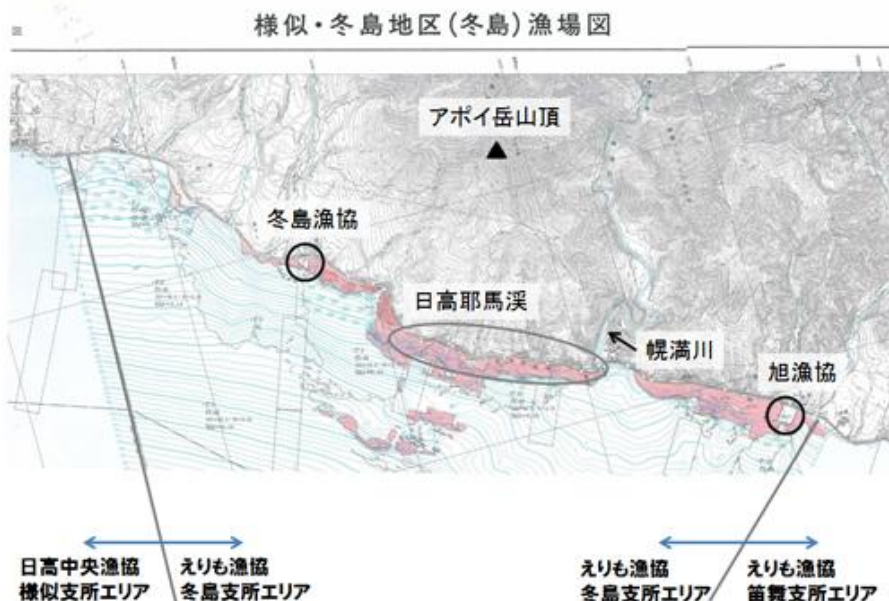 様似・冬島地区(冬島)漁場図
アポイ岳山頂
冬島漁協
日高耶馬渓
幌満川
旭漁協
日高中央漁協
様似支所エリア
えりも漁協
冬島支所エリア
えりも漁協
冬島支所エリア
えりも漁協
笛舞支所エリア